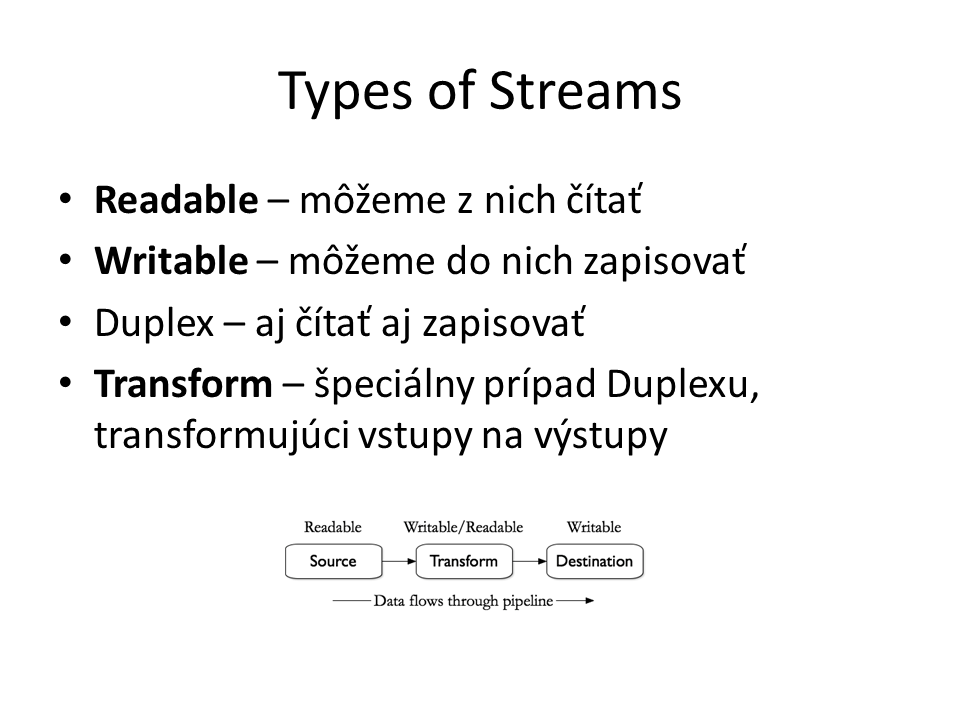 Types of Streams
• Readable – môžeme z nich čítať
• Writable – môžeme do nich zapisovať
• Duplex – aj čítať aj zapisovať
• Transform – špeciálny prípad Duplexu,
transformujúci vstupy na výstupy
Readable Writable/Readable Writable
Source Transform Destination
Data flows through pipeline